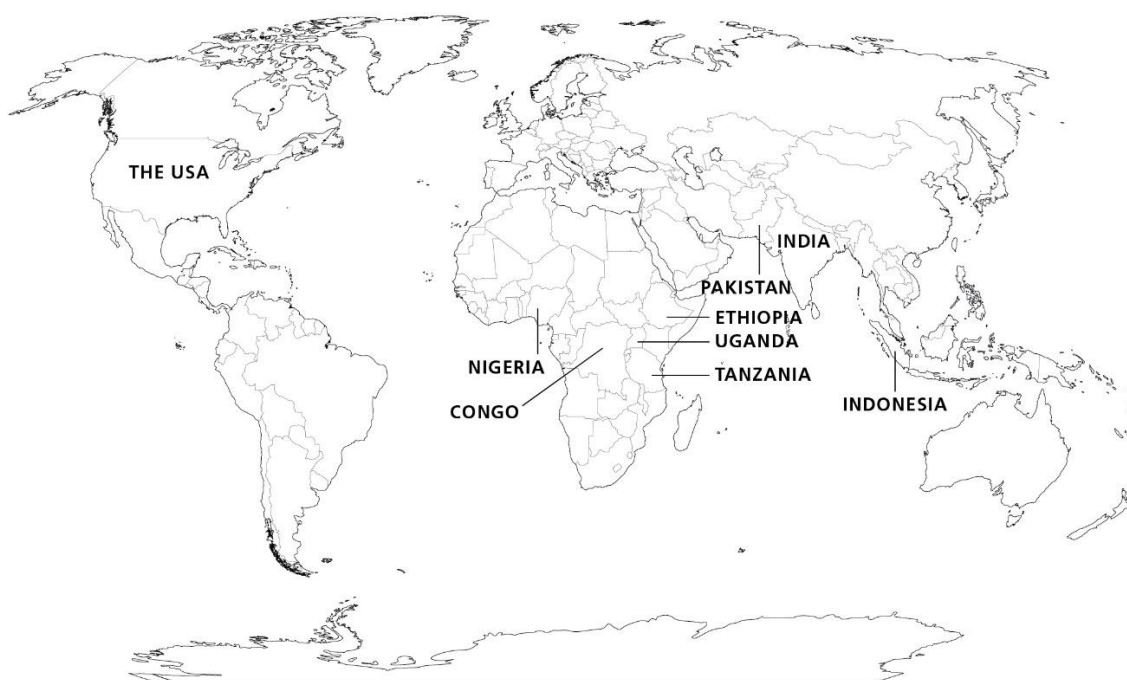 THE USA
INDIA
PAKISTAN
ETHIOPIA
UGANDA
NIGERIA
TANZANIA
INDONESIA
CONGO